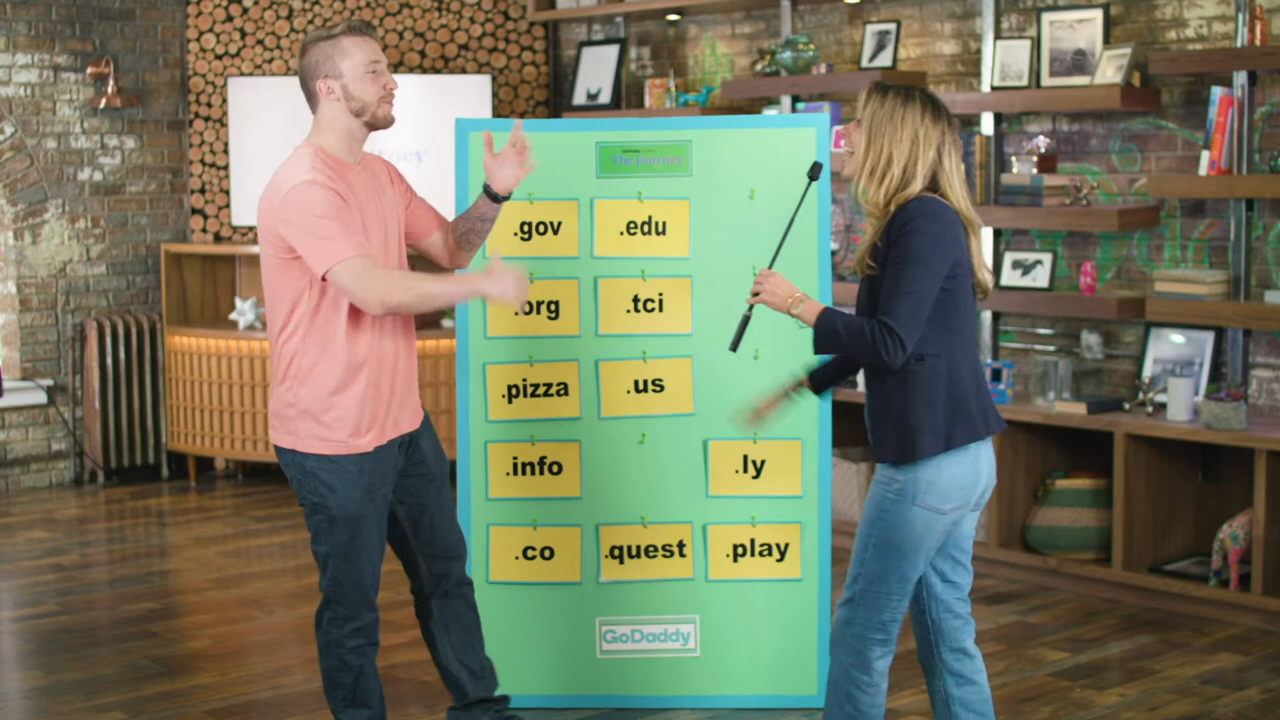 The Journey
.gov .edu
.org .tci
.pizza .us
.info .ly
.co .quest .play
GoDaddy